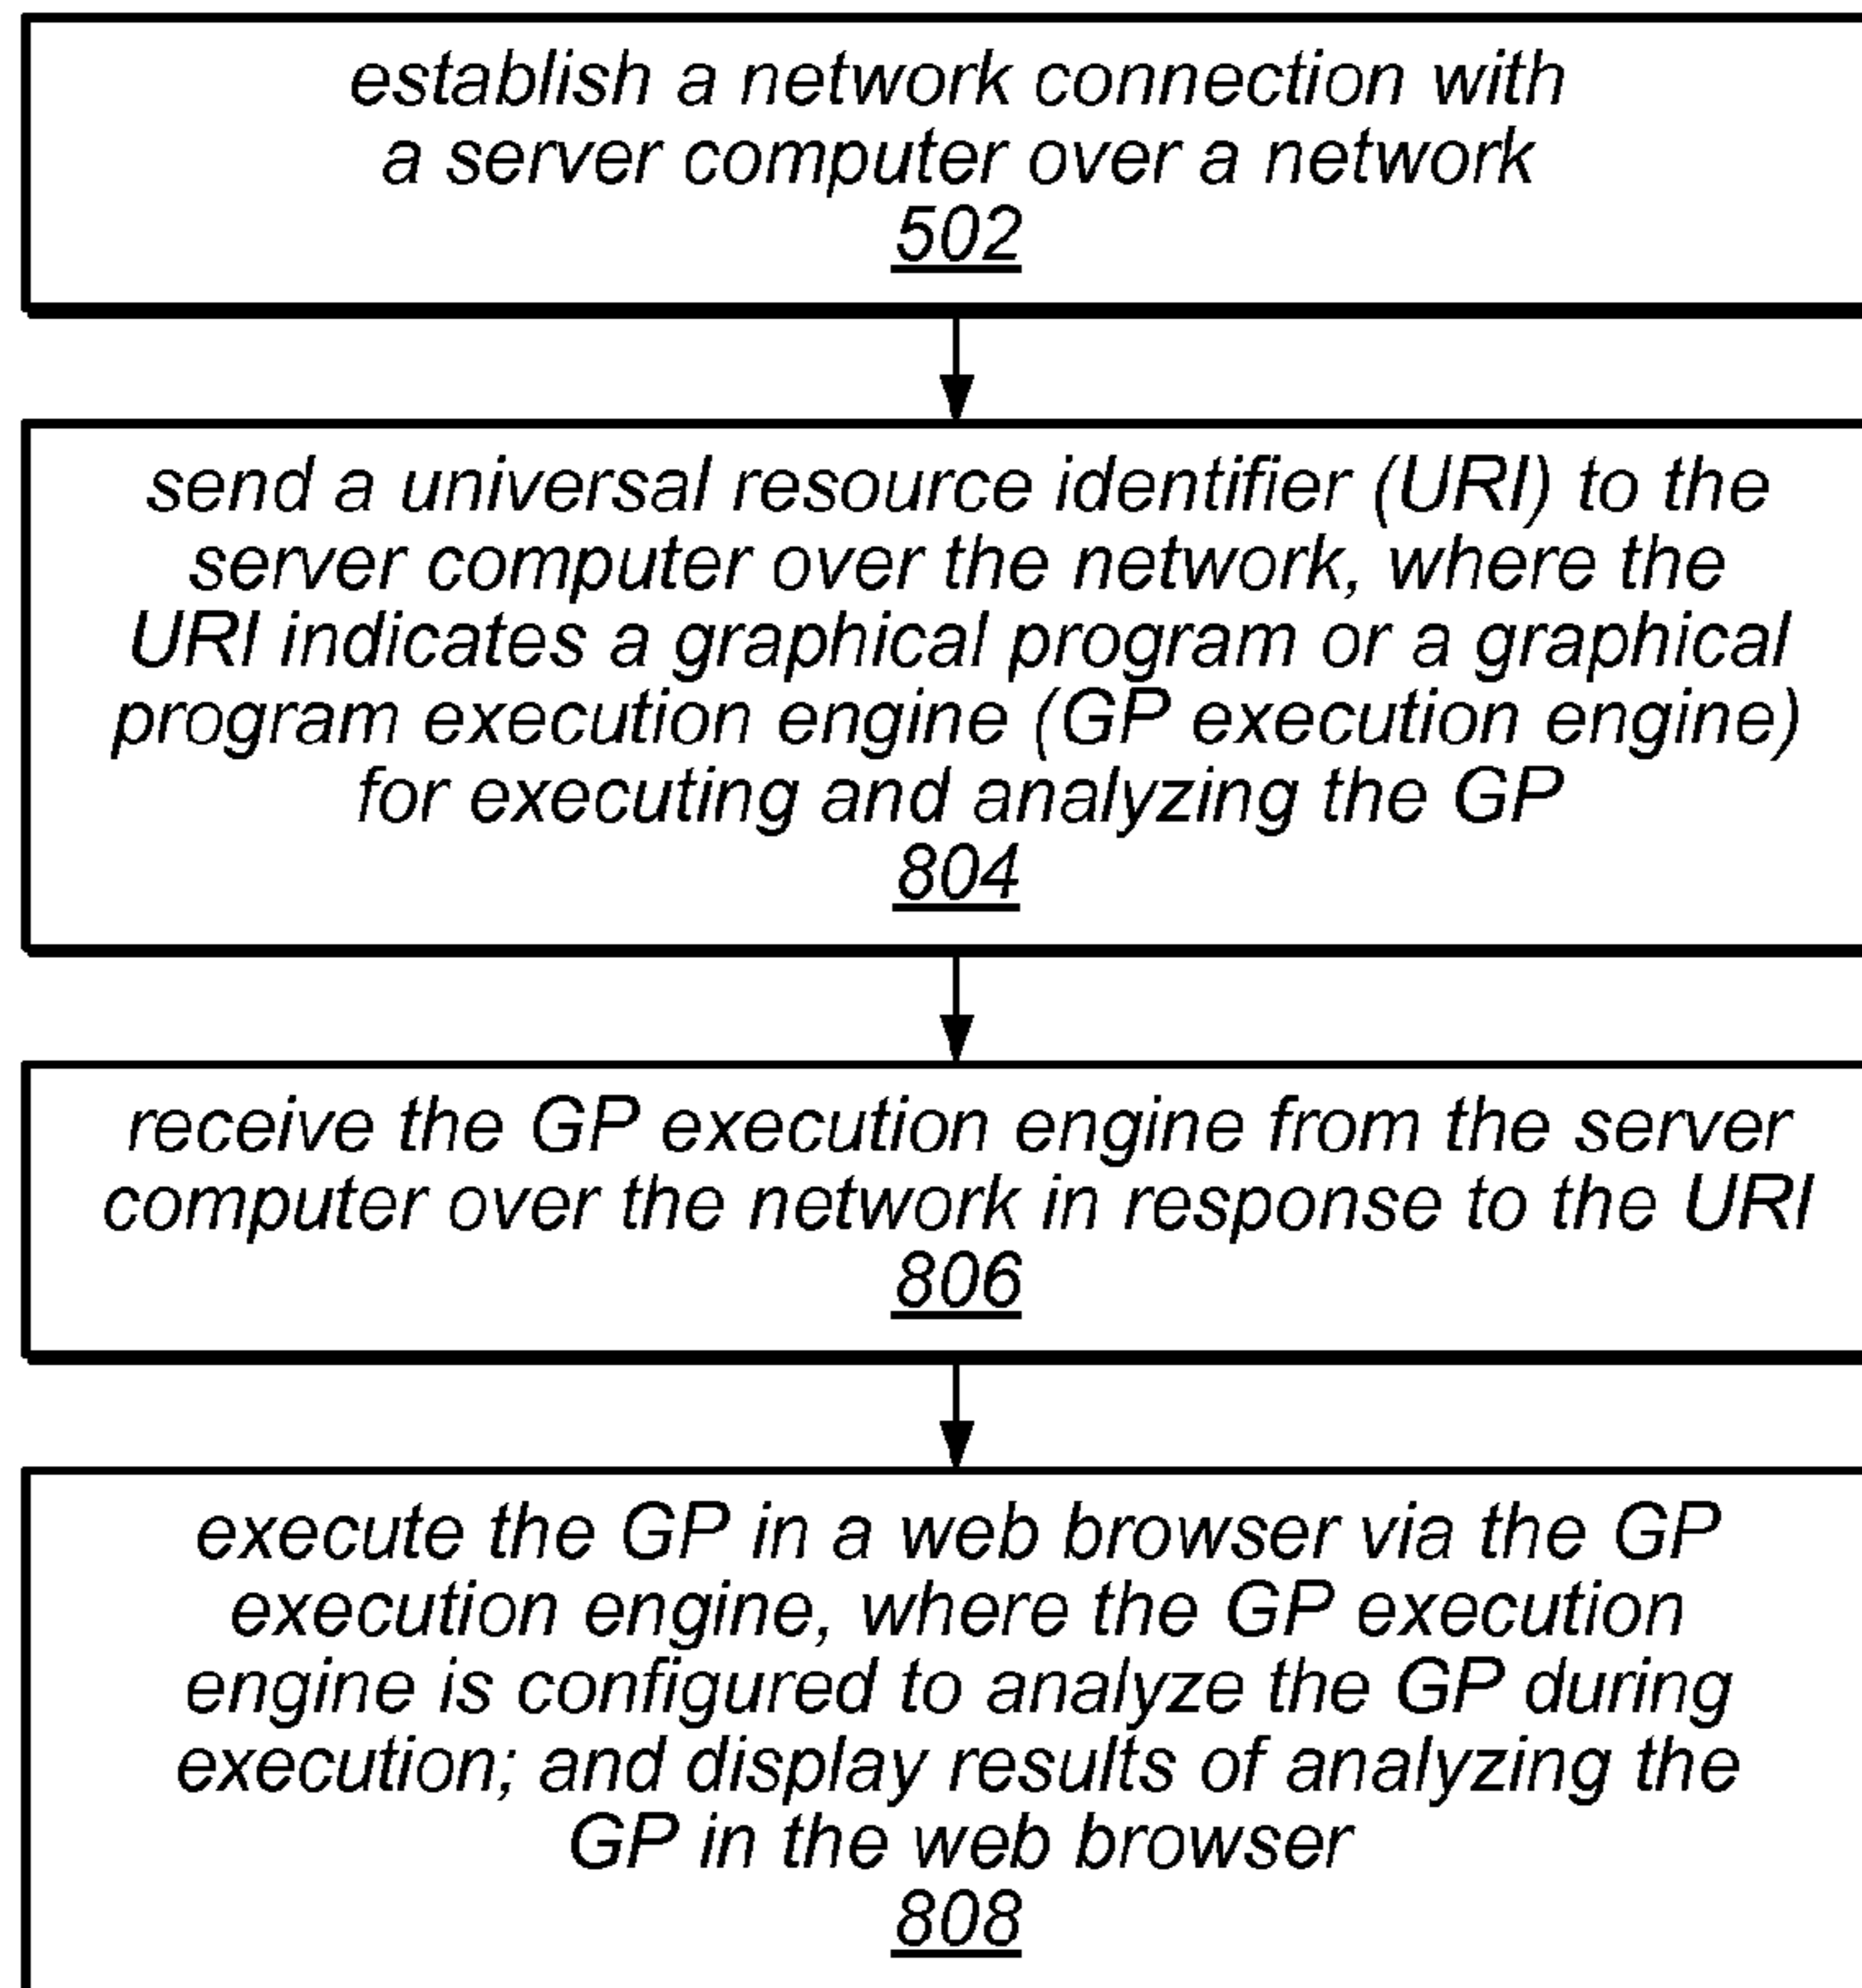 establish a network connection with
a server computer over a network
502
send a universal resource identifier (URI) to the
server computer over the network, where the
URI indicates a graphical program or a graphical
program execution engine (GP execution engine)
for executing and analyzing the GP
804
receive the GP execution engine from the server
computer over the network in response to the URI
806
execute the GP in a web browser via the GP
execution engine, where the GP execution
engine is configured to analyze the GP during
execution; and display results of analyzing the
GP in the web browser
808